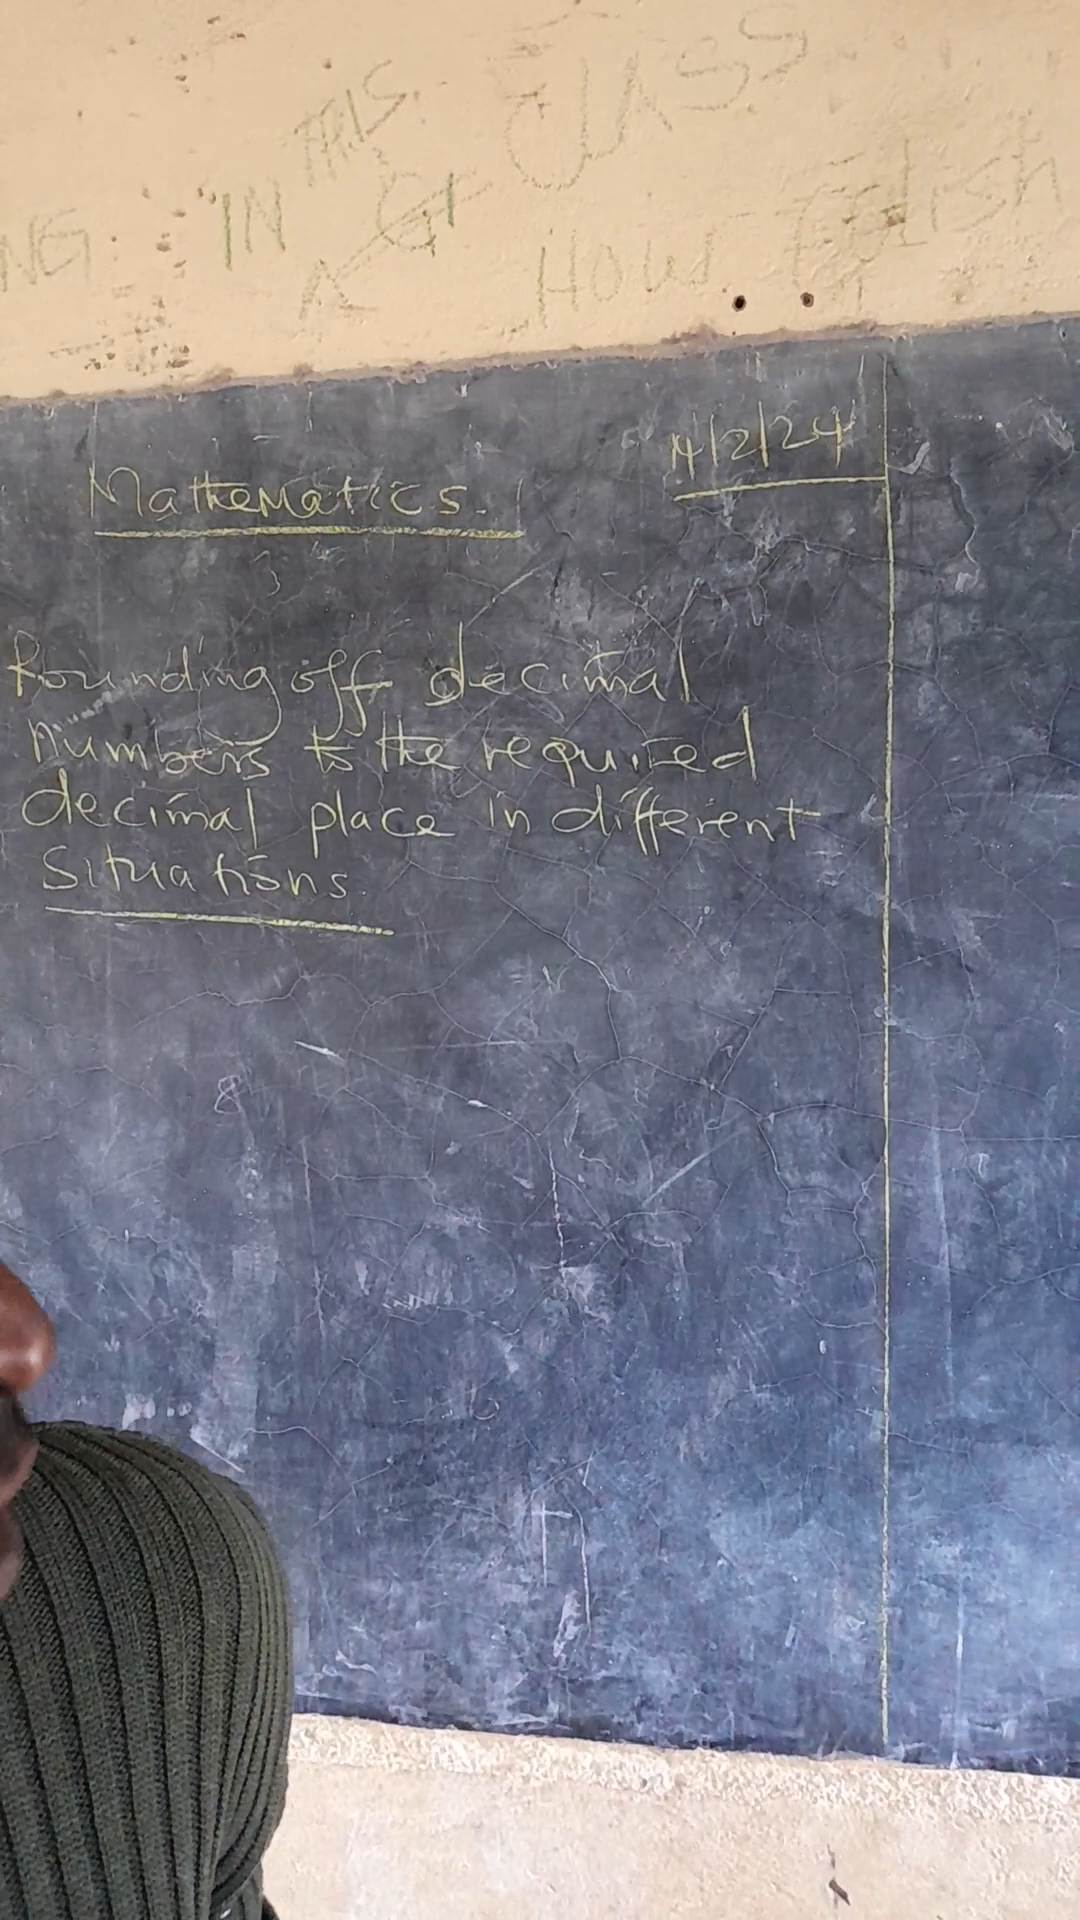 THIS CLASS
NG IN
HOW
Mathematics.
14/2/24
Rounding off decimal
numbers to the required
decimal place in different
situations.
8